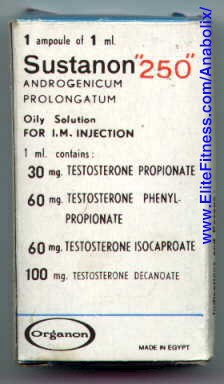 1 ampoule of 1 ml.
Sustanon "250"
ANDROGENICUM
PROLONGATUM
Oily Solution
FOR I.M. INJECTION
1 ml. contains :
30 mg. TESTOSTERONE PROPIONATE
60 mg. TESTOSTERONE PHENYL-
PROPIONATE
60 mg. TESTOSTERONE ISOCAPROATE
100 mg. TESTOSTERONE DECANOATE
Organon
MADE IN EGYPT
www.EliteFitness.com/Anabolix/